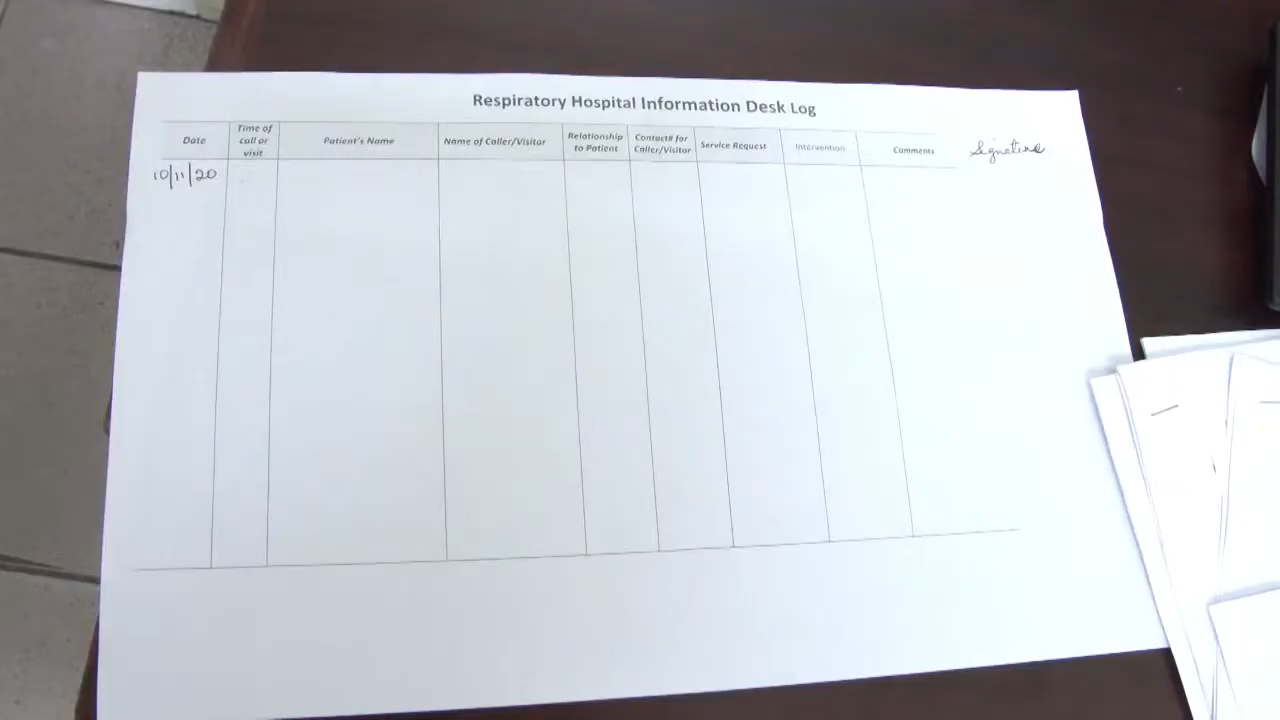 Respiratory Hospital Information Desk Log
Date
Time of
call or
visit
Patient's Name
Name of Caller/Visitor
Relationship
to Patient
Contact# for
Caller/Visitor
Service Request
Intervention
Comments
Signature
10/11/20